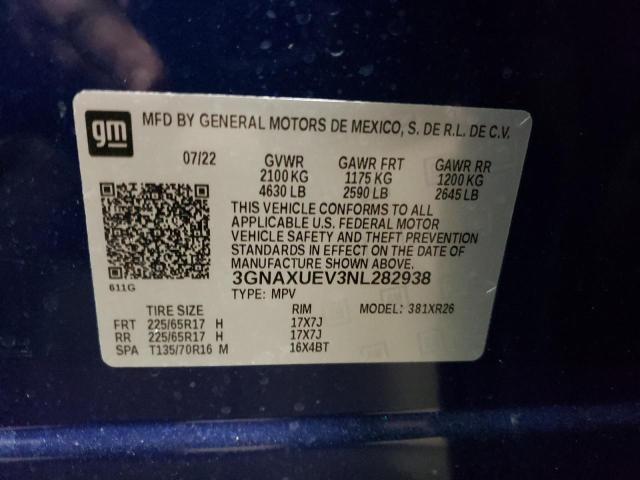 gm MFD BY GENERAL MOTORS DE MEXICO, S. DE R.L. DE C.V.
07/22 GVWR GAWR FRT GAWR RR
2100 KG 1175 KG 1200 KG
4630 LB 2590 LB 2645 LB
THIS VEHICLE CONFORMS TO ALL
APPLICABLE U.S. FEDERAL MOTOR
VEHICLE SAFETY AND THEFT PREVENTION
STANDARDS IN EFFECT ON THE DATE OF
MANUFACTURE SHOWN ABOVE.
3GNAXUEV3NL282938
611G TYPE: MPV
TIRE SIZE RIM MODEL: 381XR26
FRT 225/65R17 H 17X7J
RR 225/65R17 H 17X7J
SPA T135/70R16 M 16X4BT